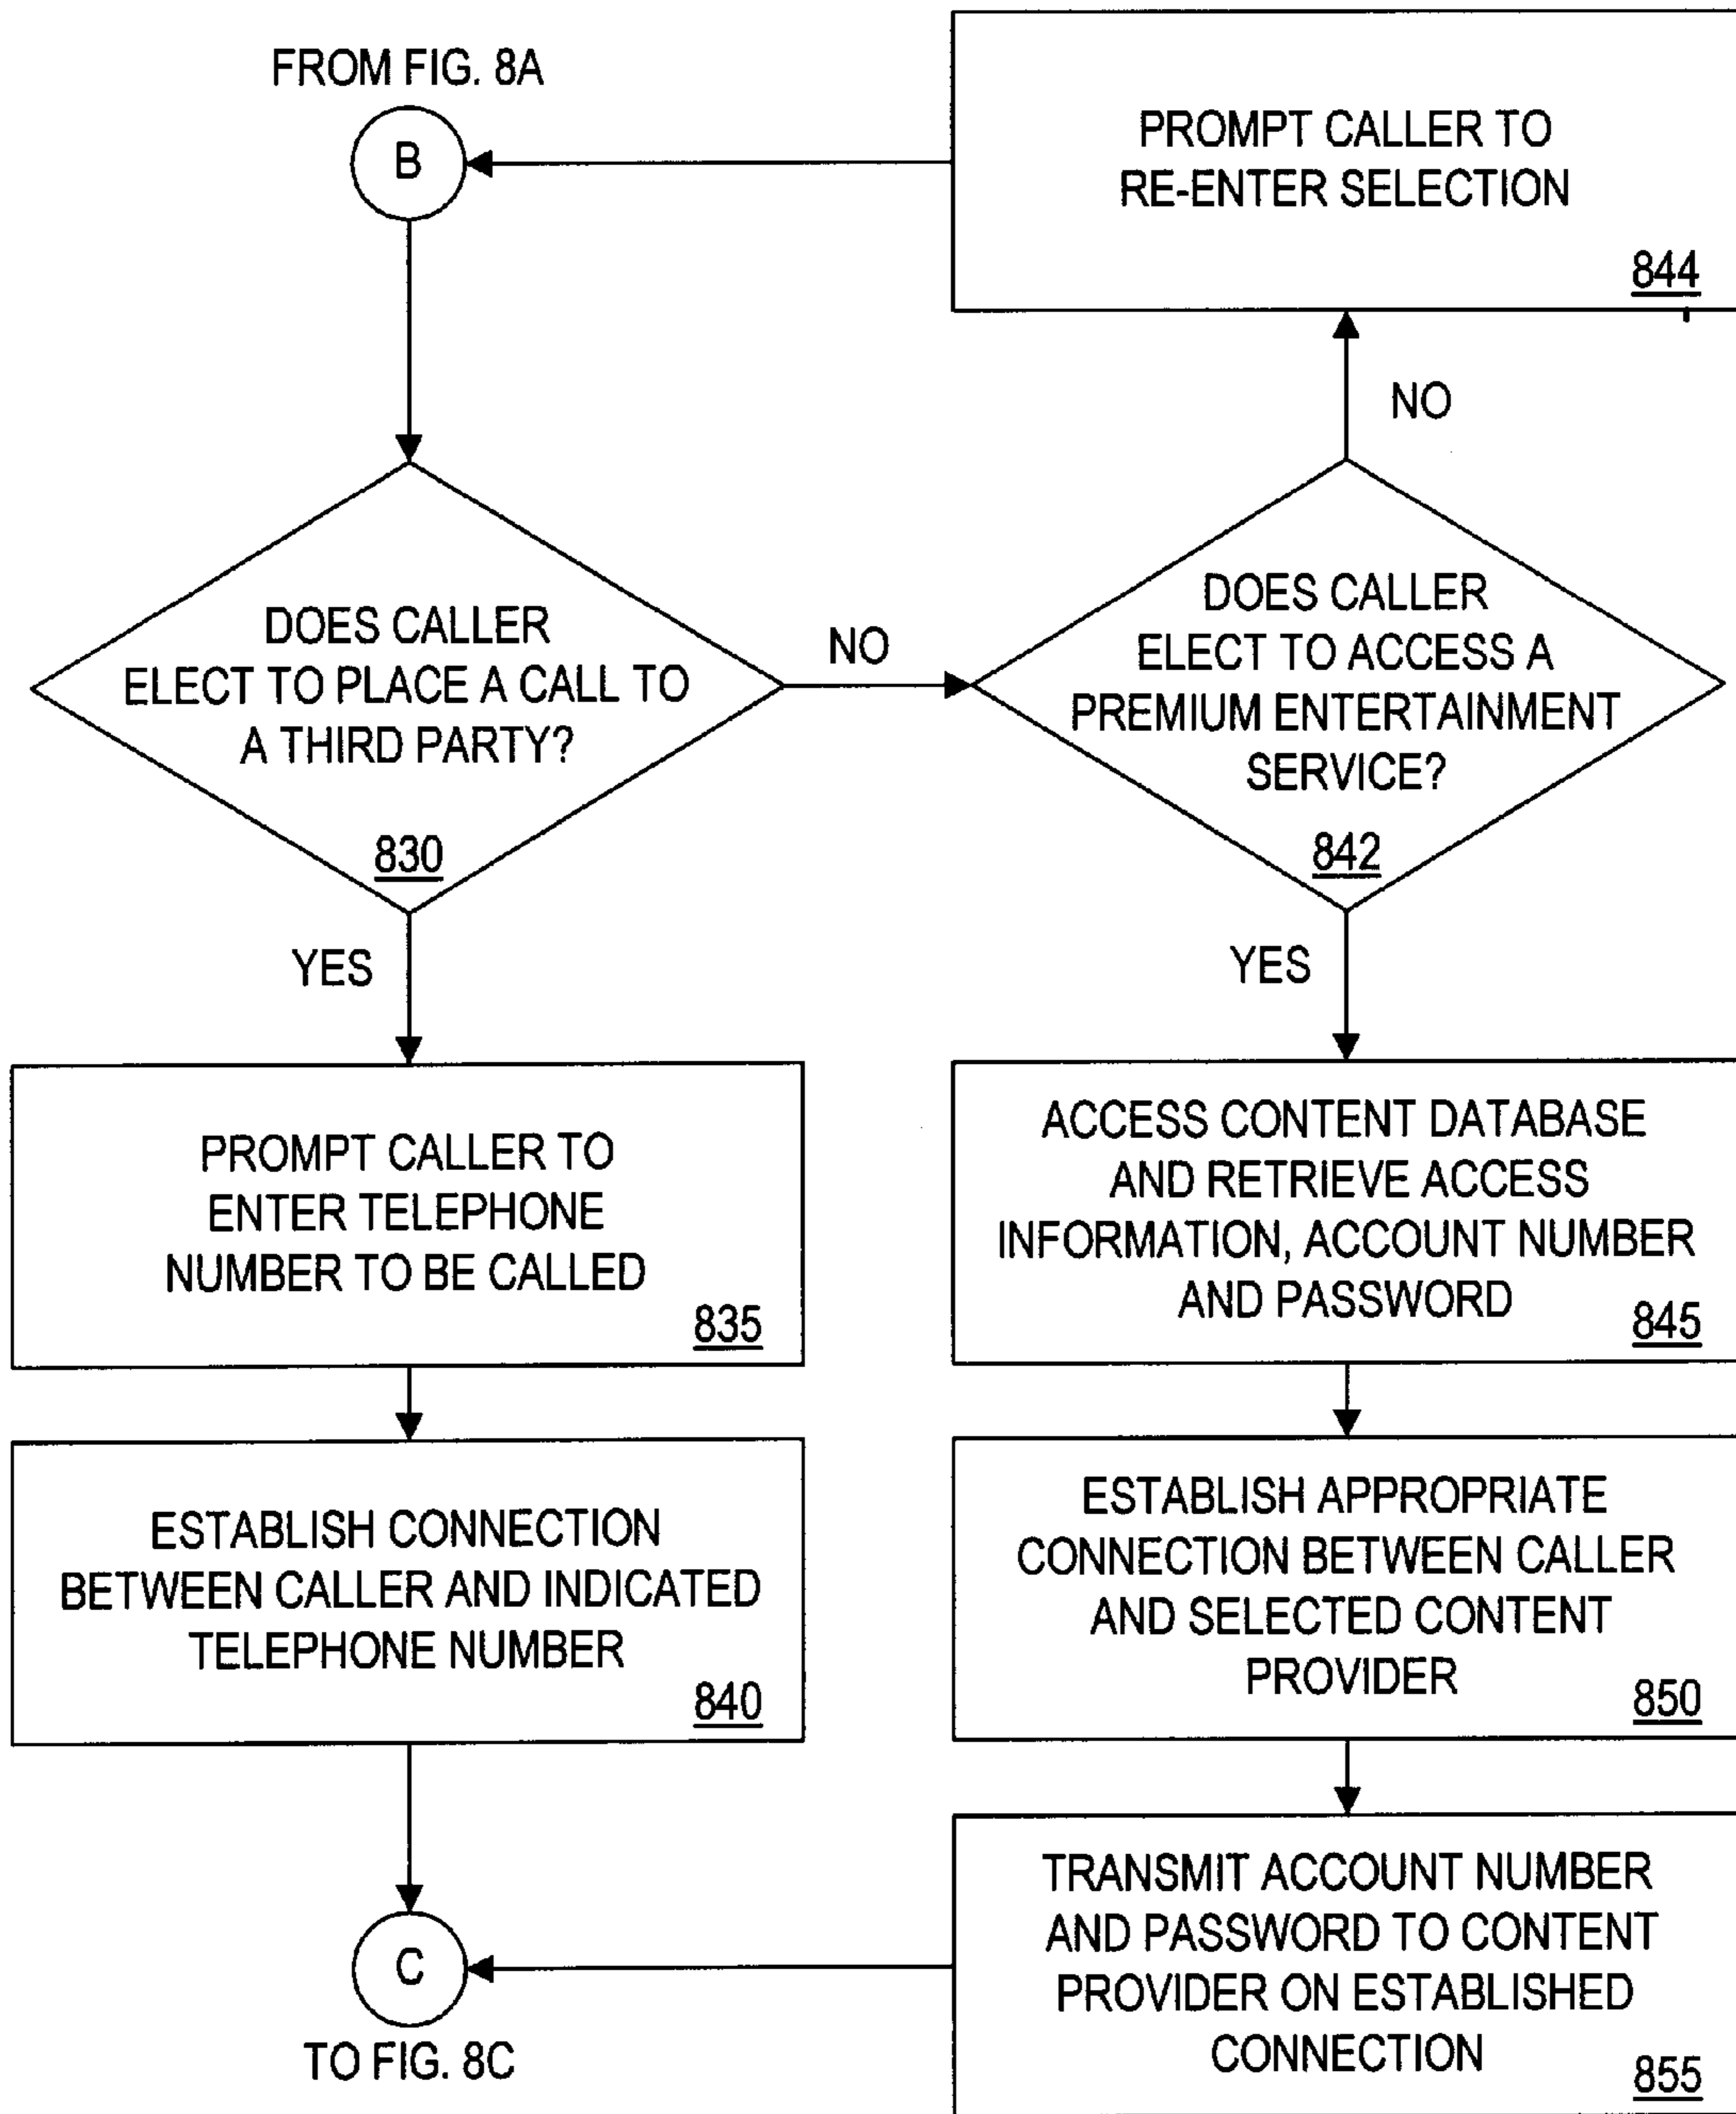 FROM FIG. 8A
B
PROMPT CALLER TO
RE-ENTER SELECTION
844
NO
DOES CALLER
ELECT TO PLACE A CALL TO
A THIRD PARTY?
830
NO
DOES CALLER
ELECT TO ACCESS A
PREMIUM ENTERTAINMENT
SERVICE?
842
YES
YES
PROMPT CALLER TO
ENTER TELEPHONE
NUMBER TO BE CALLED
835
ACCESS CONTENT DATABASE
AND RETRIEVE ACCESS
INFORMATION, ACCOUNT NUMBER
AND PASSWORD
845
ESTABLISH CONNECTION
BETWEEN CALLER AND INDICATED
TELEPHONE NUMBER
840
ESTABLISH APPROPRIATE
CONNECTION BETWEEN CALLER
AND SELECTED CONTENT
PROVIDER
850
C
TO FIG. 8C
TRANSMIT ACCOUNT NUMBER
AND PASSWORD TO CONTENT
PROVIDER ON ESTABLISHED
CONNECTION
855